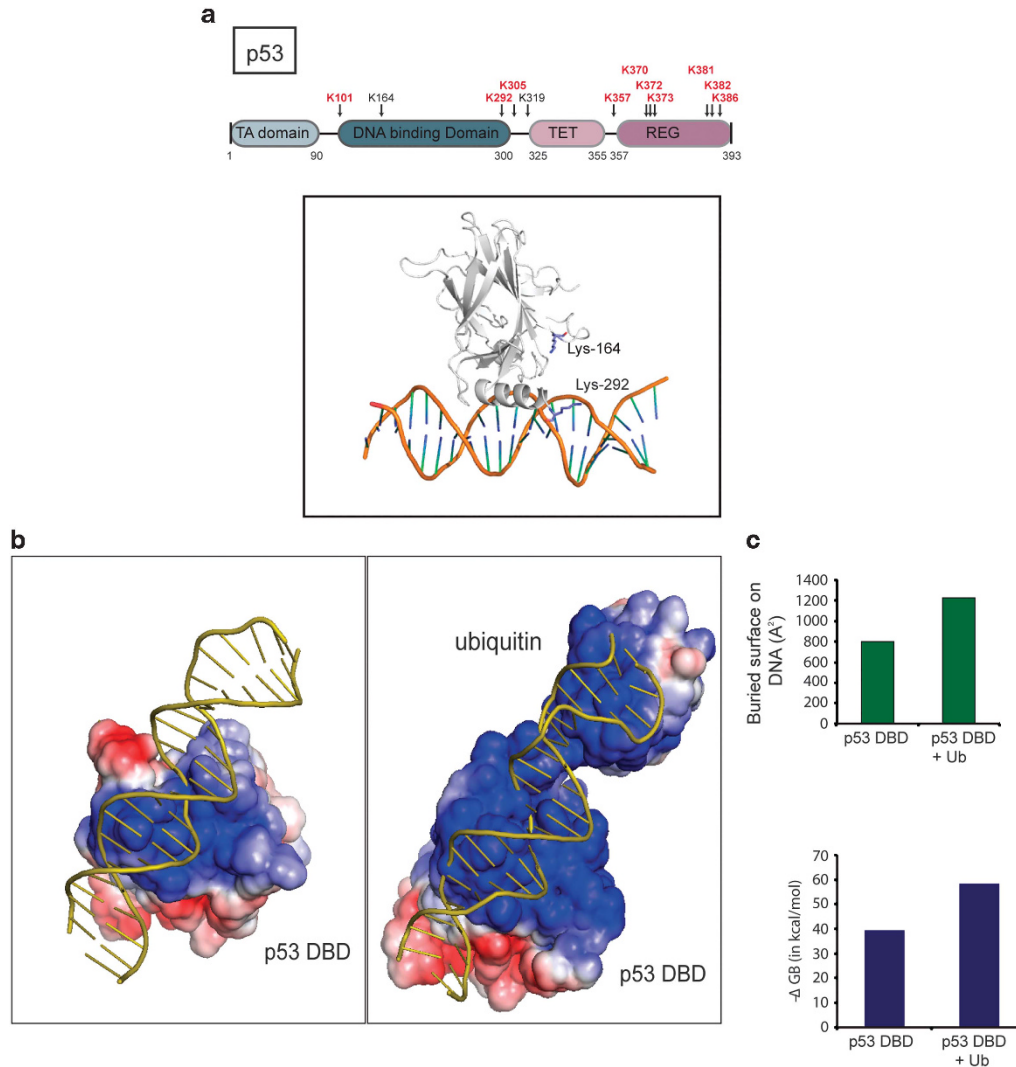 a
p53
K370 K381
K305 K372 K382
K101 K164 K292 K319 K357 K373 K386
TA domain DNA binding Domain TET REG
1 90 300 325 355 357 393
Lys-164
Lys-292
b
ubiquitin
p53 DBD
p53 DBD
c
Buried surface on
DNA (A²)
1400
1200
1000
800
600
400
200
0
p53 DBD p53 DBD
+ Ub
-Δ GB (in kcal/mol)
70
60
50
40
30
20
10
0
p53 DBD p53 DBD
+ Ub